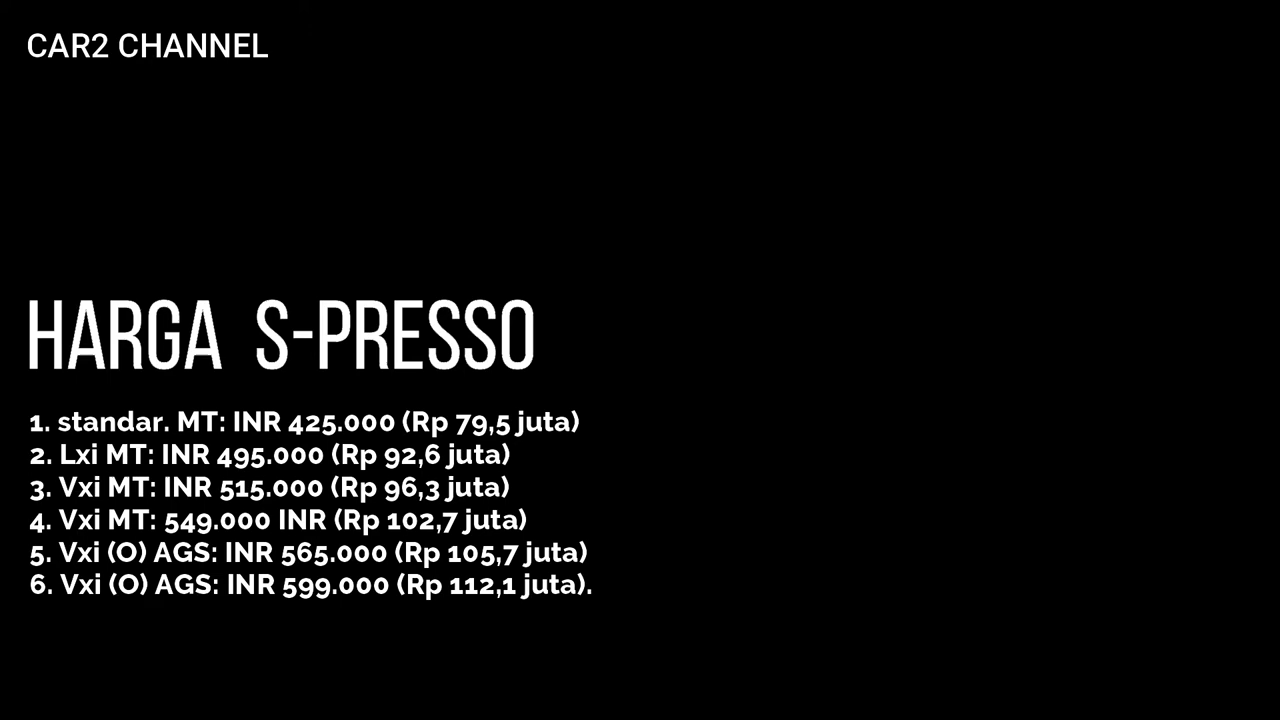 CAR2 CHANNEL
HARGA S-PRESSO
1. standar. MT: INR 425.000 (Rp 79,5 juta)
2. Lxi MT: INR 495.000 (Rp 92,6 juta)
3. Vxi MT: INR 515.000 (Rp 96,3 juta)
4. Vxi MT: 549.000 INR (Rp 102,7 juta)
5. Vxi (O) AGS: INR 565.000 (Rp 105,7 juta)
6. Vxi (O) AGS: INR 599.000 (Rp 112,1 juta).